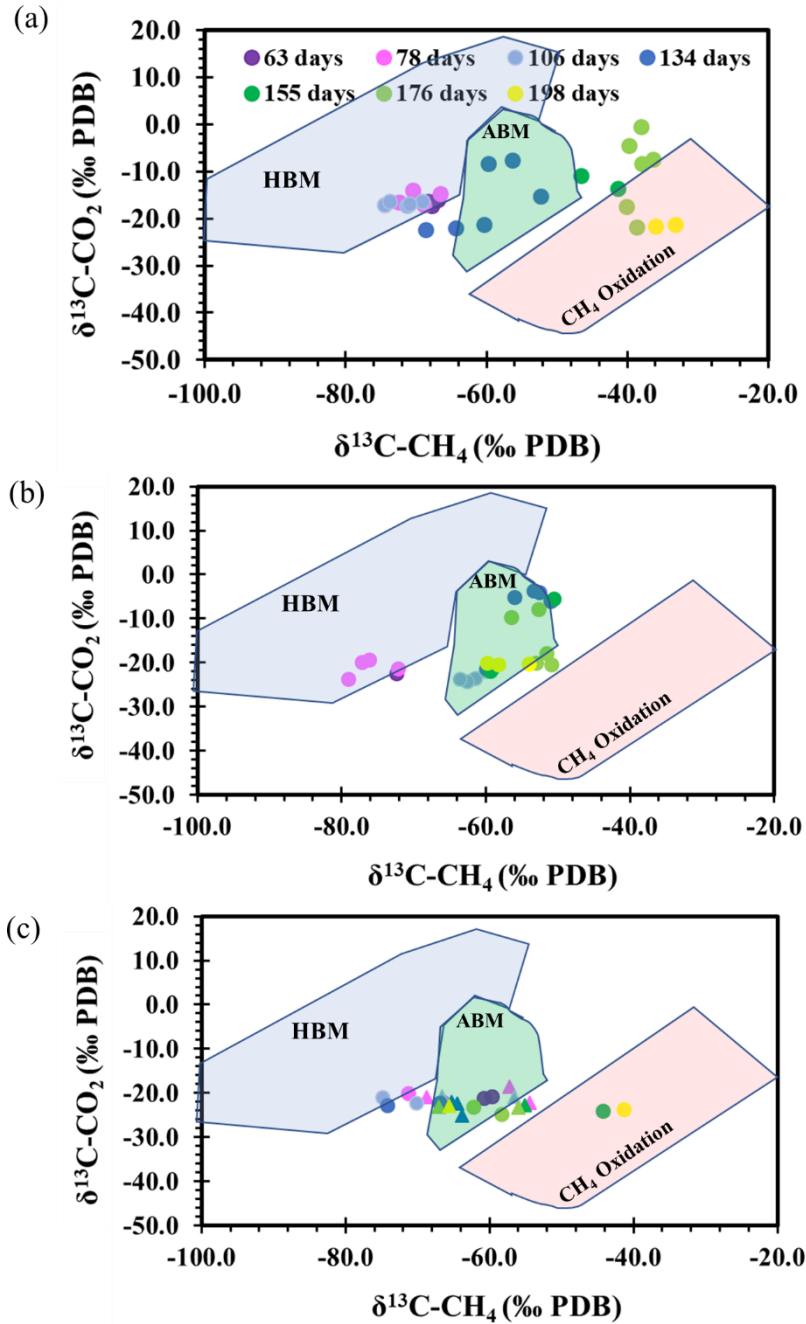 (a)
20.0
10.0
0.0
-10.0
-20.0
-30.0
-40.0
-50.0
δ¹³C-CO₂ (‰ PDB)
63 days 78 days 106 days 134 days
155 days 176 days 198 days
HBM
ABM
CH₄ Oxidation
-100.0 -80.0 -60.0 -40.0 -20.0
δ¹³C-CH₄ (‰ PDB)
(b)
20.0
10.0
0.0
-10.0
-20.0
-30.0
-40.0
-50.0
δ¹³C-CO₂ (‰ PDB)
HBM
ABM
CH₄ Oxidation
-100.0 -80.0 -60.0 -40.0 -20.0
δ¹³C-CH₄ (‰ PDB)
(c)
20.0
10.0
0.0
-10.0
-20.0
-30.0
-40.0
-50.0
δ¹³C-CO₂ (‰ PDB)
HBM
ABM
CH₄ Oxidation
-100.0 -80.0 -60.0 -40.0 -20.0
δ¹³C-CH₄ (‰ PDB)